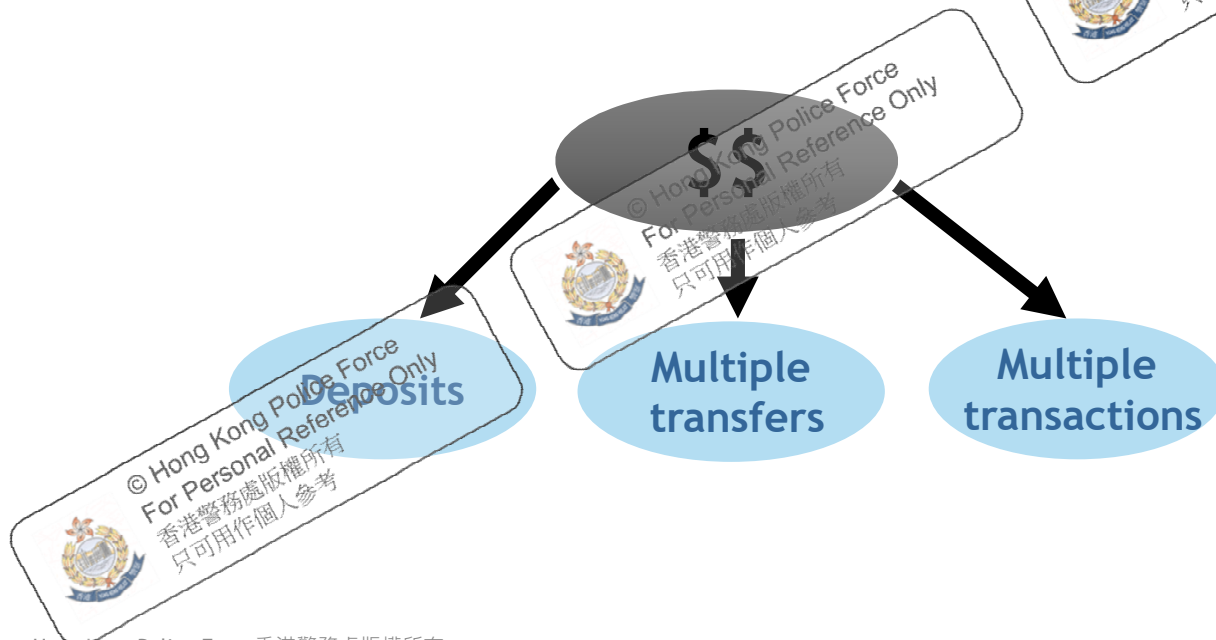 $$
Deposits
Multiple
transfers
Multiple
transactions
© Hong Kong Police Force
For Personal Reference Only
香港警務處版權所有
只可用作個人參考
© Hong Kong Police Force
For Personal Reference Only
香港警務處版權所有
只可用作個人參考